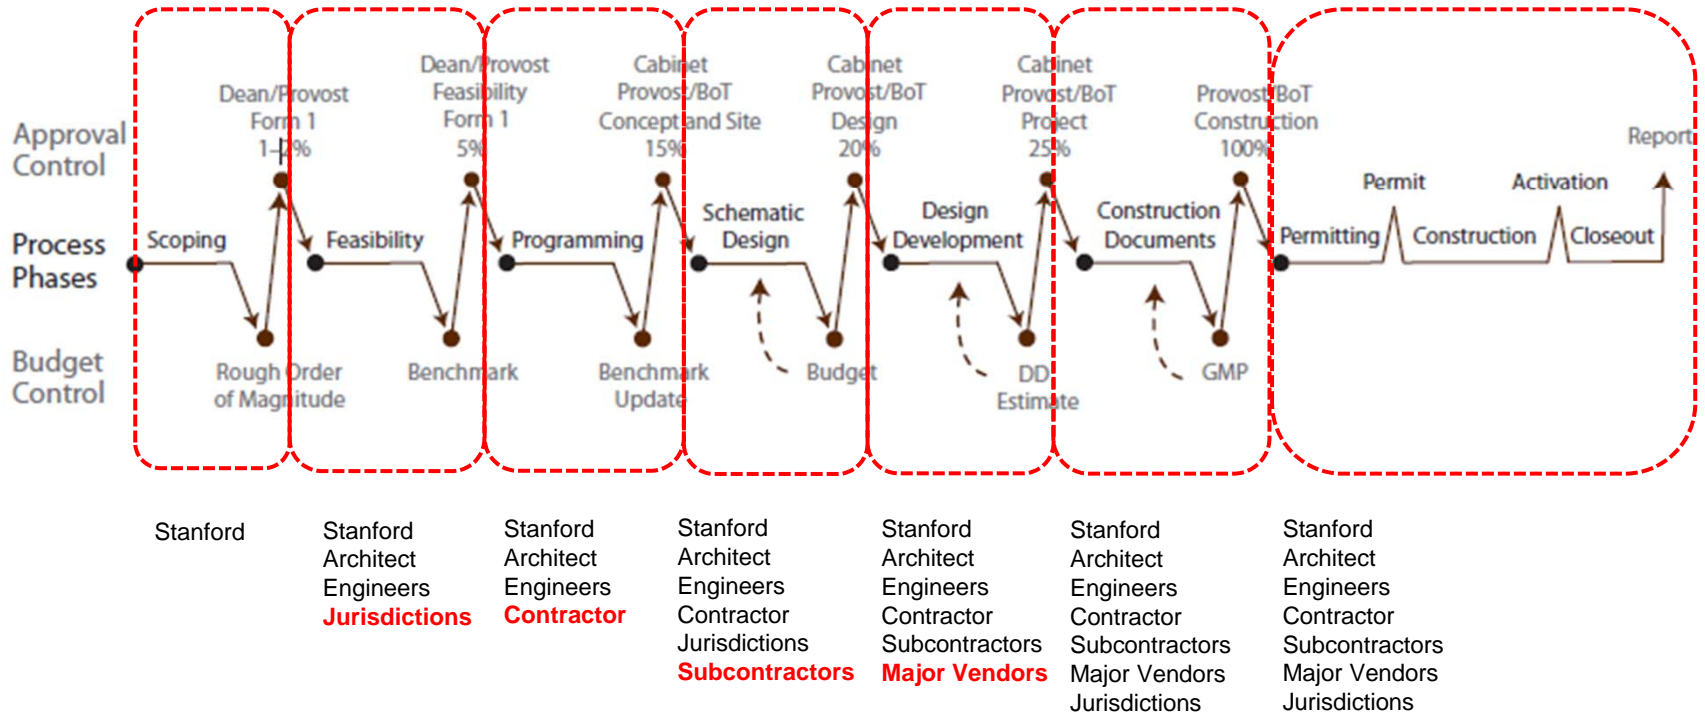 Approval
Control
Process
Phases
Budget
Control
Dean/Provost
Form 1
1–2%
Scoping
Rough Order
of Magnitude
Dean/Provost
Feasibility
Form 1
5%
Feasibility
Benchmark
Cabinet
Provost/BoT
Concept and Site
15%
Programming
Benchmark
Update
Cabinet
Provost/BoT
Design
20%
Schematic
Design
Budget
Cabinet
Provost/BoT
Project
25%
Design
Development
DD
Estimate
Provost/BoT
Construction
100%
Construction
Documents
GMP
Permitting
Permit
Construction
Activation
Closeout
Report
Stanford
Stanford
Architect
Engineers
Jurisdictions
Stanford
Architect
Engineers
Contractor
Stanford
Architect
Engineers
Contractor
Jurisdictions
Subcontractors
Stanford
Architect
Engineers
Contractor
Subcontractors
Major Vendors
Stanford
Architect
Engineers
Contractor
Subcontractors
Major Vendors
Jurisdictions
Stanford
Architect
Engineers
Contractor
Subcontractors
Major Vendors
Jurisdictions